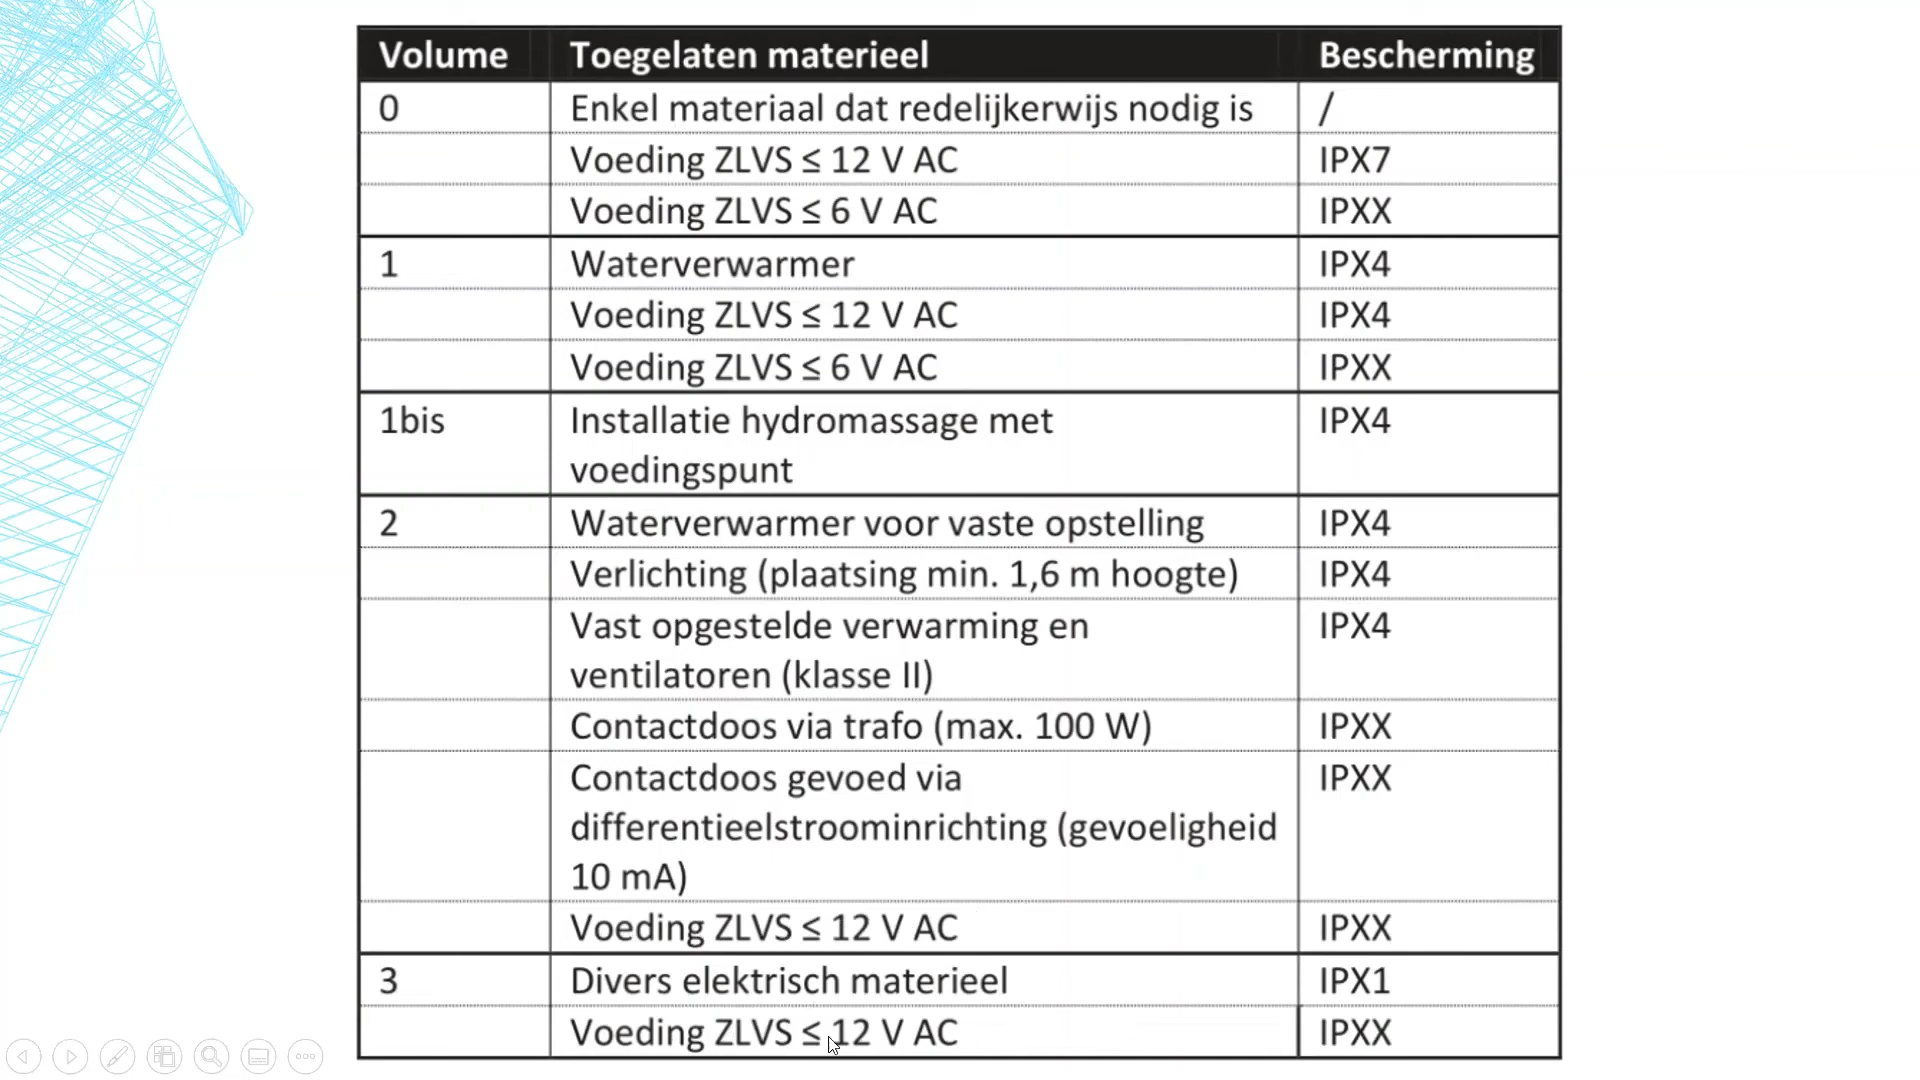 Volume Toegelaten materieel Bescherming
0 Enkel materiaal dat redelijkerwijs nodig is /
Voeding ZLVS ≤ 12 V AC IPX7
Voeding ZLVS ≤ 6 V AC IPXX
1 Waterverwarmer IPX4
Voeding ZLVS ≤ 12 V AC IPX4
Voeding ZLVS ≤ 6 V AC IPXX
1bis Installatie hydromassage met IPX4
voedingspunt
2 Waterverwarmer voor vaste opstelling IPX4
Verlichting (plaatsing min. 1,6 m hoogte) IPX4
Vast opgestelde verwarming en IPX4
ventilatoren (klasse II)
Contactdoos via trafo (max. 100 W) IPXX
Contactdoos gevoed via IPXX
differentieelstroominrichting (gevoeligheid
10 mA)
Voeding ZLVS ≤ 12 V AC IPXX
3 Divers elektrisch materieel IPX1
Voeding ZLVS ≤ 12 V AC IPXX